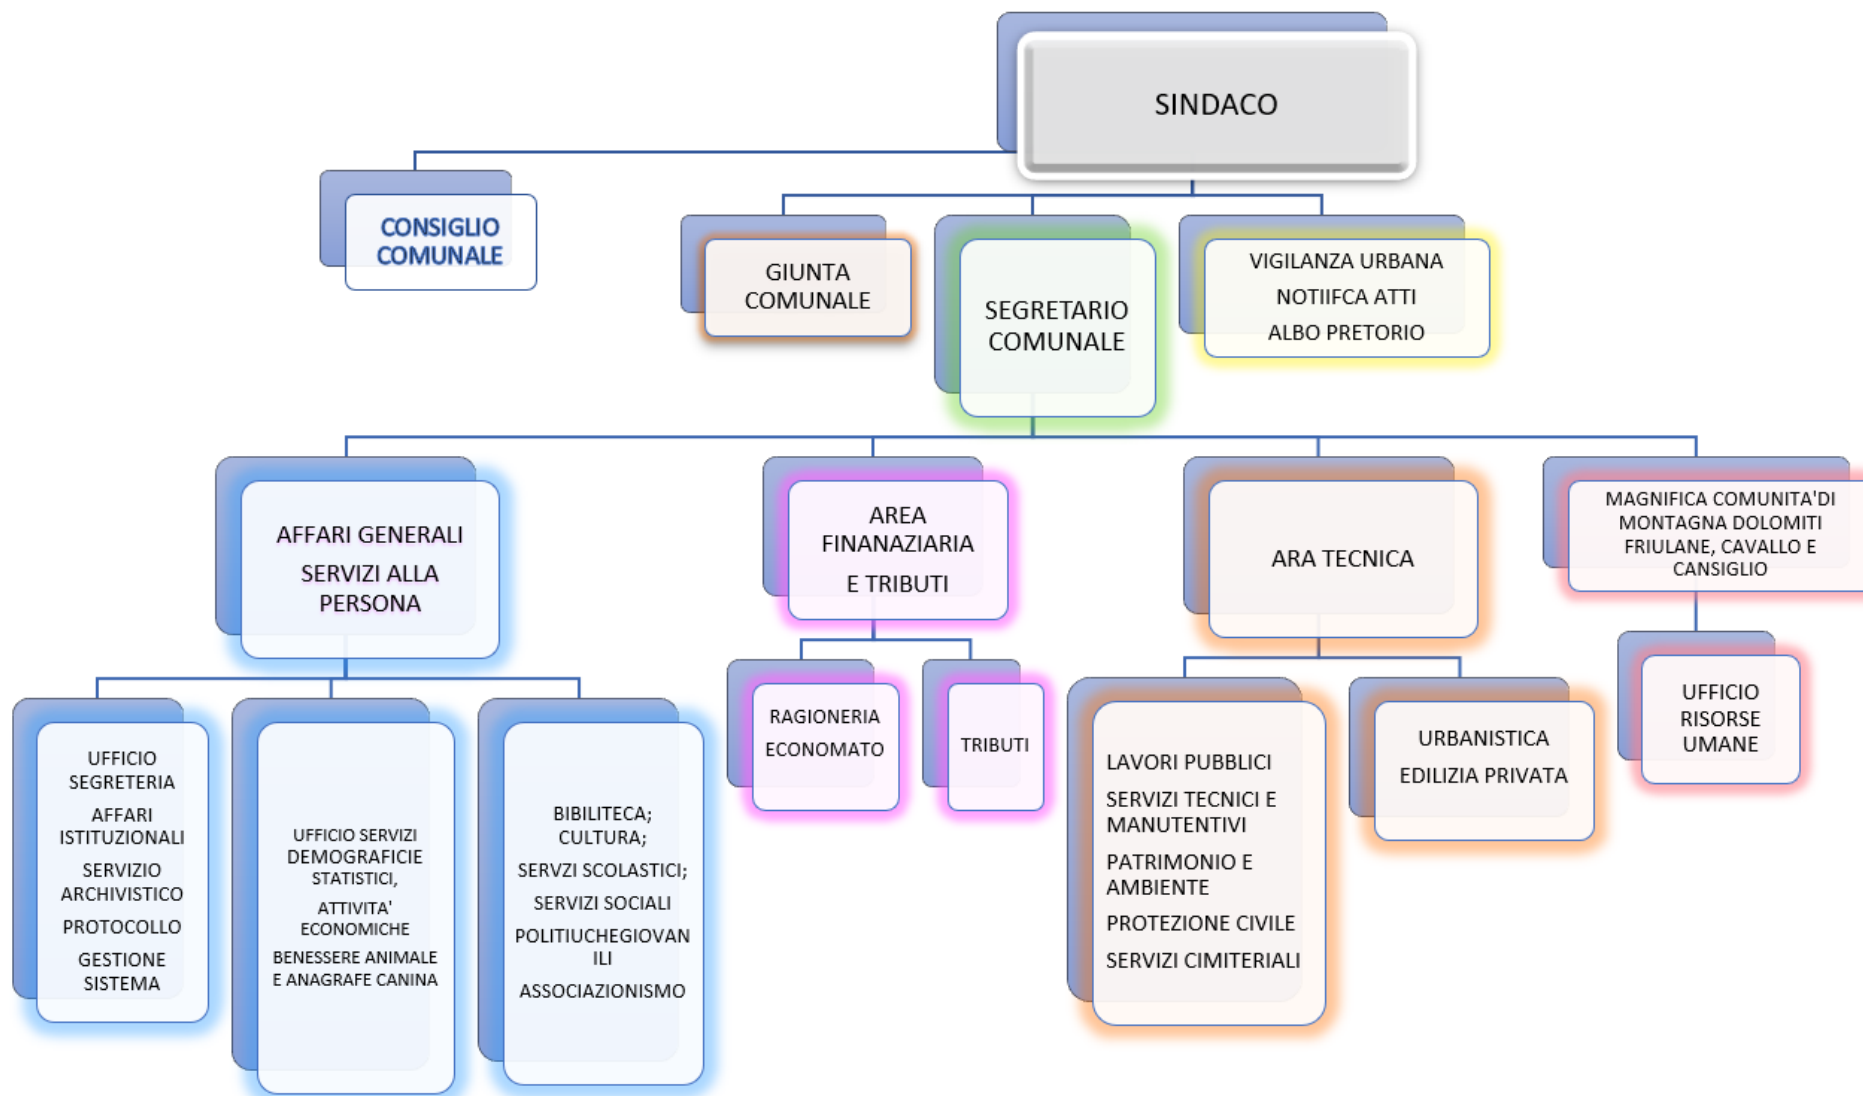 SINDACO
CONSIGLIO
COMUNALE
GIUNTA
COMUNALE
SEGRETARIO
COMUNALE
VIGILANZA URBANA
NOTIIFCA ATTI
ALBO PRETORIO
AFFARI GENERALI
SERVIZI ALLA
PERSONA
AREA
FINANAZIARIA
E TRIBUTI
ARA TECNICA
MAGNIFICA COMUNITA'DI
MONTAGNA DOLOMITI
FRIULANE, CAVALLO E
CANSIGLIO
UFFICIO
SEGRETERIA
AFFARI
ISTITUZIONALI
SERVIZIO
ARCHIVISTICO
PROTOCOLLO
GESTIONE
SISTEMA
UFFICIO SERVIZI
DEMOGRAFICIE
STATISTICI,
ATTIVITA'
ECONOMICHE
BENESSERE ANIMALE
E ANAGRAFE CANINA
BIBILITECA;
CULTURA;
SERVZI SCOLASTICI;
SERVIZI SOCIALI
POLITIUCHEGIOVAN
ILI
ASSOCIAZIONISMO
RAGIONERIA
ECONOMATO
TRIBUTI
LAVORI PUBBLICI
SERVIZI TECNICI E
MANUTENTIVI
PATRIMONIO E
AMBIENTE
PROTEZIONE CIVILE
SERVIZI CIMITERIALI
URBANISTICA
EDILIZIA PRIVATA
UFFICIO
RISORSE
UMANE